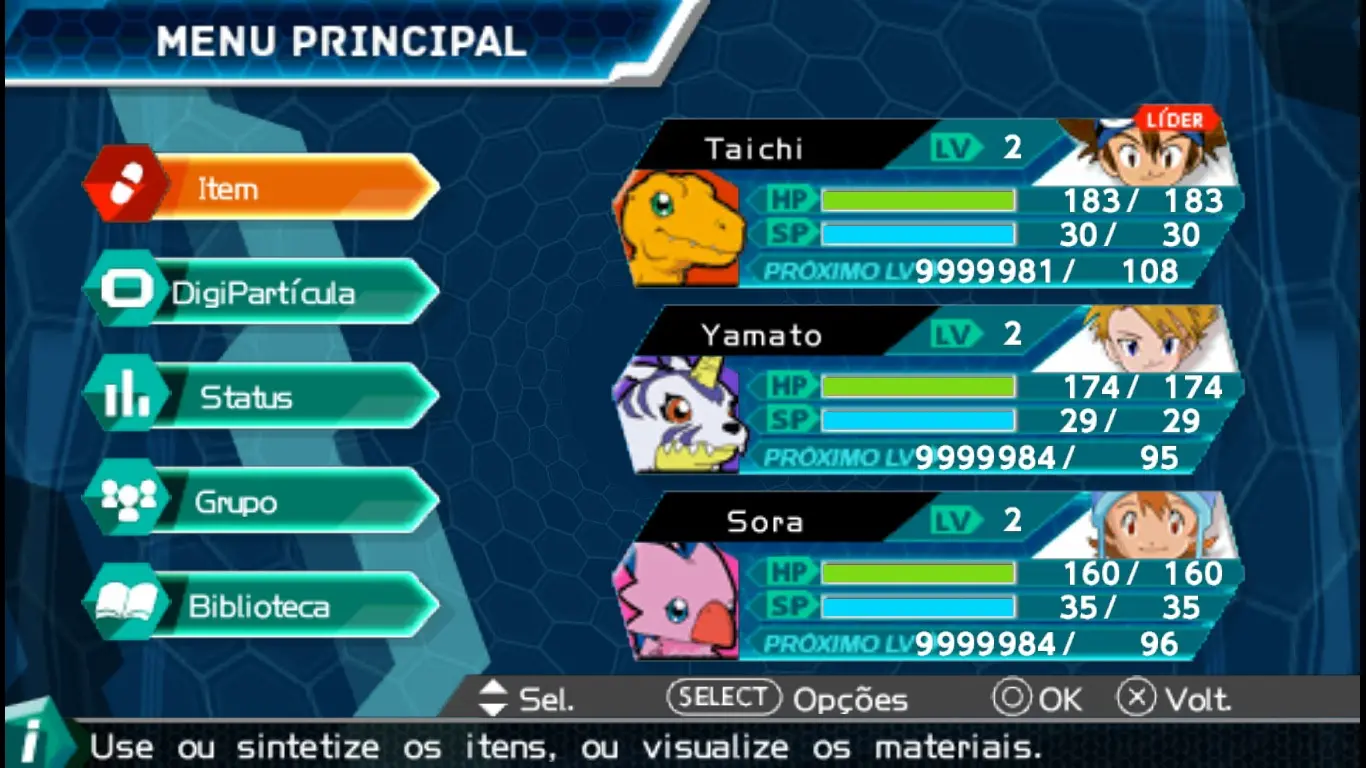 MENU PRINCIPAL
Item
DigiPartícula
Status
Grupo
Biblioteca
LÍDER
Taichi LV 2
HP 183/ 183
SP 30/ 30
PRÓXIMO LV 9999981/ 108
Yamato LV 2
HP 174/ 174
SP 29/ 29
PRÓXIMO LV 9999984/ 95
Sora LV 2
HP 160/ 160
SP 35/ 35
PRÓXIMO LV 9999984/ 96
Sel. SELECT Opções OK Volt.
Use ou sintetize os itens, ou visualize os materiais.